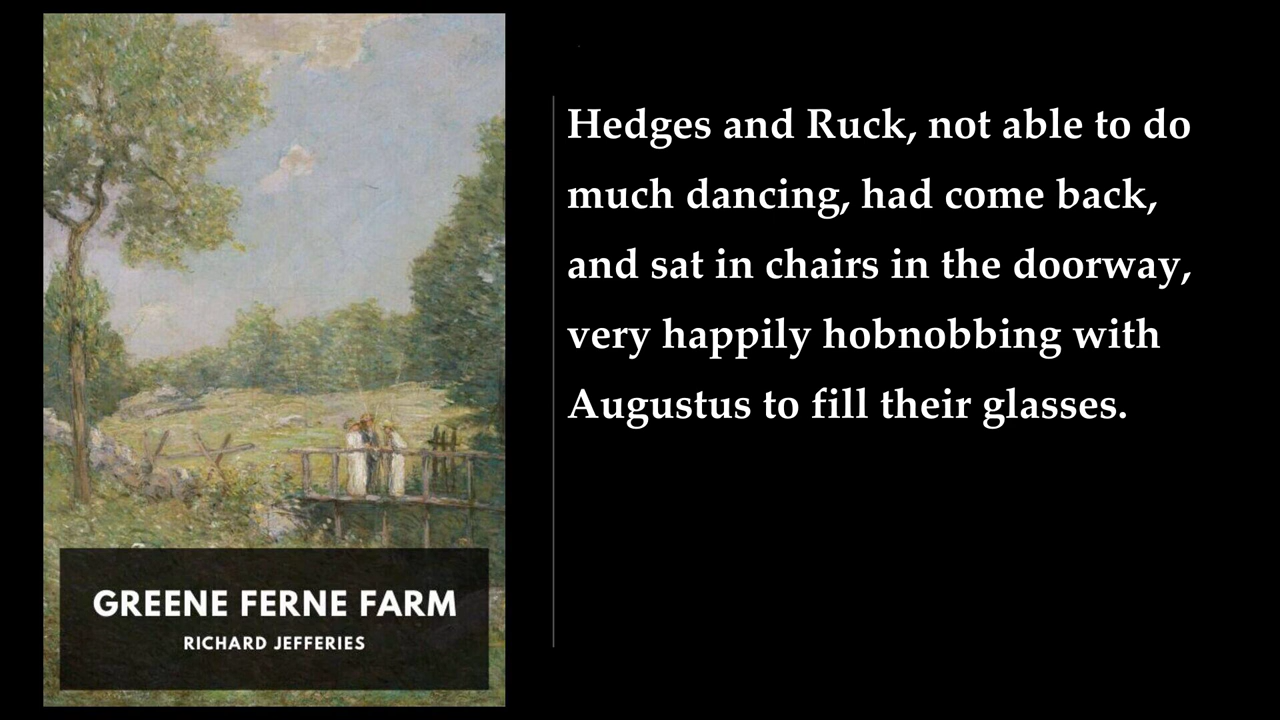 GREENE FERNE FARM
RICHARD JEFFERIES
Hedges and Ruck, not able to do
much dancing, had come back,
and sat in chairs in the doorway,
very happily hobnobbing with
Augustus to fill their glasses.